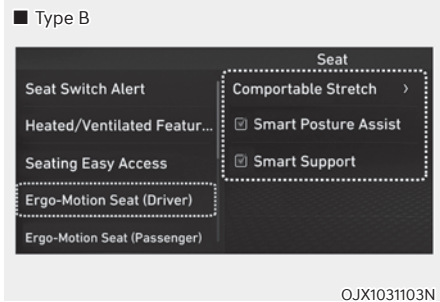 ■ Type B
Seat
Seat Switch Alert
Heated/Ventilated Featur...
Seating Easy Access
Ergo-Motion Seat (Driver)
Ergo-Motion Seat (Passenger)
Comportable Stretch >
Smart Posture Assist
Smart Support
OJX1031103N